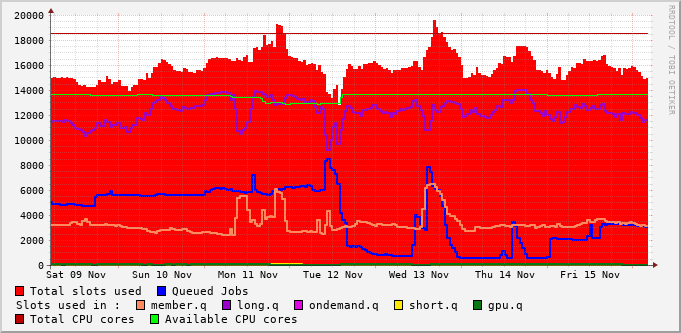 20000
18000
16000
14000
12000
10000
8000
6000
4000
2000
0
Sat 09 Nov Sun 10 Nov Mon 11 Nov Tue 12 Nov Wed 13 Nov Thu 14 Nov Fri 15 Nov
Total slots used Queued Jobs
Slots used in : member.q long.q ondemand.q short.q gpu.q
Total CPU cores Available CPU cores
RRDTOOL / TOBI OETIKER